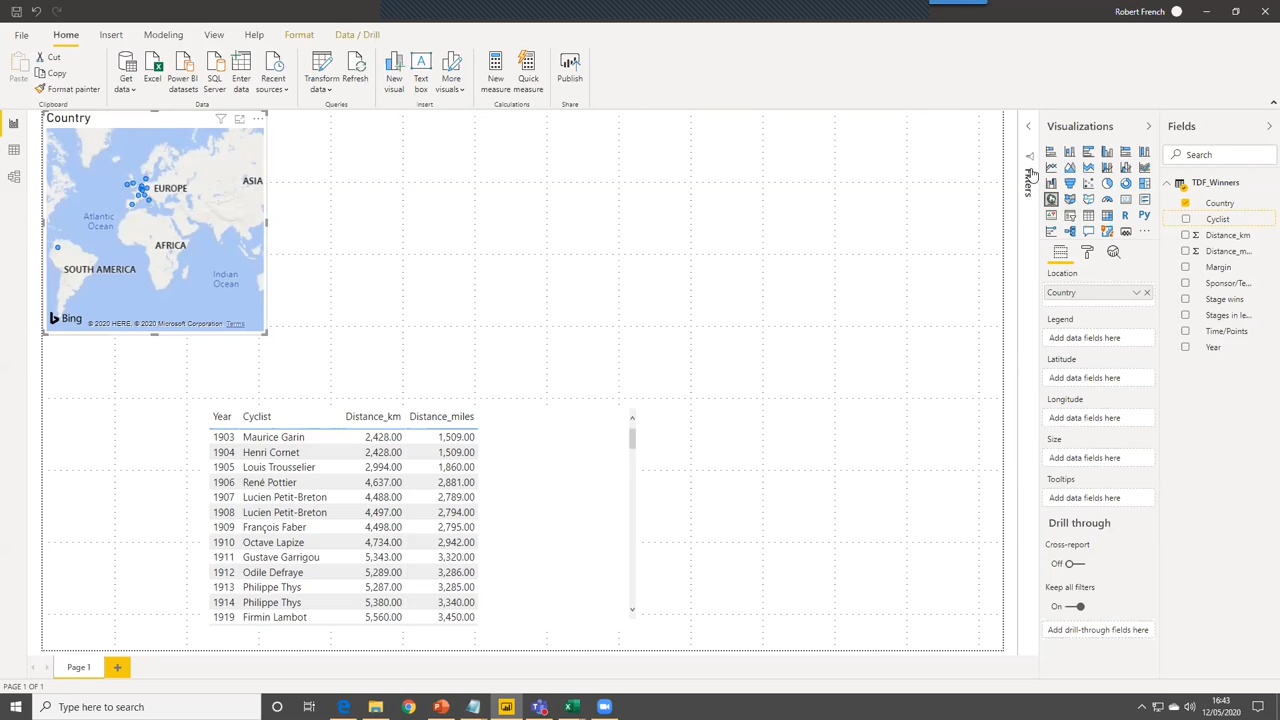 Robert French
File Home Insert Modeling View Help Format Data / Drill
Paste
Cut
Copy
Format painter
Get data
Excel
Power BI datasets
SQL Server
Enter data
Recent sources
Transform data
Refresh
New visual
Text box
More visuals
New measure
Quick measure
Publish
Clipboard Data Queries Insert Calculations Share
Country
EUROPE
ASIA
Atlantic Ocean
AFRICA
SOUTH AMERICA
Indian Ocean
Bing
© 2020 HERE, © 2020 Microsoft Corporation Terms
Year Cyclist Distance_km Distance_miles
1903 Maurice Garin 2,428.00 1,509.00
1904 Henri Cornet 2,428.00 1,509.00
1905 Louis Trousselier 2,994.00 1,860.00
1906 René Pottier 4,637.00 2,881.00
1907 Lucien Petit-Breton 4,488.00 2,789.00
1908 Lucien Petit-Breton 4,497.00 2,794.00
1909 François Faber 4,498.00 2,795.00
1910 Octave Lapize 4,734.00 2,942.00
1911 Gustave Garrigou 5,343.00 3,320.00
1912 Odile Defraye 5,289.00 3,286.00
1913 Philippe Thys 5,287.00 3,285.00
1914 Philippe Thys 5,380.00 3,340.00
1919 Firmin Lambot 5,560.00 3,450.00
Filters
Visualizations
R Py
Location
Country
Legend
Add data fields here
Latitude
Add data fields here
Longitude
Add data fields here
Size
Add data fields here
Tooltips
Add data fields here
Drill through
Cross-report
Off
Keep all filters
On
Add drill-through fields here
Fields
Search
TDF_Winners
Country
Cyclist
Σ Distance_km
Σ Distance_m...
Margin
Sponsor/Te...
Stage wins
Stages in le...
Time/Points
Year
Page 1
PAGE 1 OF 1
Type here to search
16:43
12/05/2020